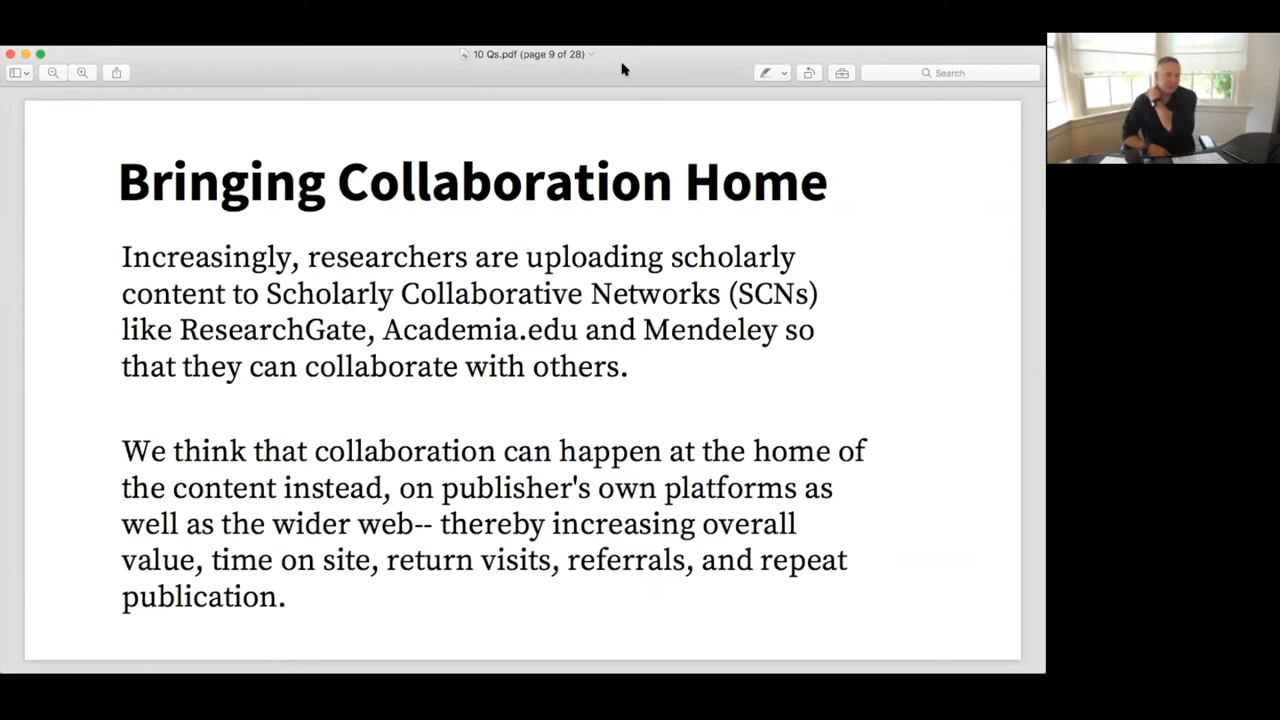 10 Qs.pdf (page 9 of 28)
Search
Bringing Collaboration Home
Increasingly, researchers are uploading scholarly
content to Scholarly Collaborative Networks (SCNs)
like ResearchGate, Academia.edu and Mendeley so
that they can collaborate with others.
We think that collaboration can happen at the home of
the content instead, on publisher's own platforms as
well as the wider web-- thereby increasing overall
value, time on site, return visits, referrals, and repeat
publication.